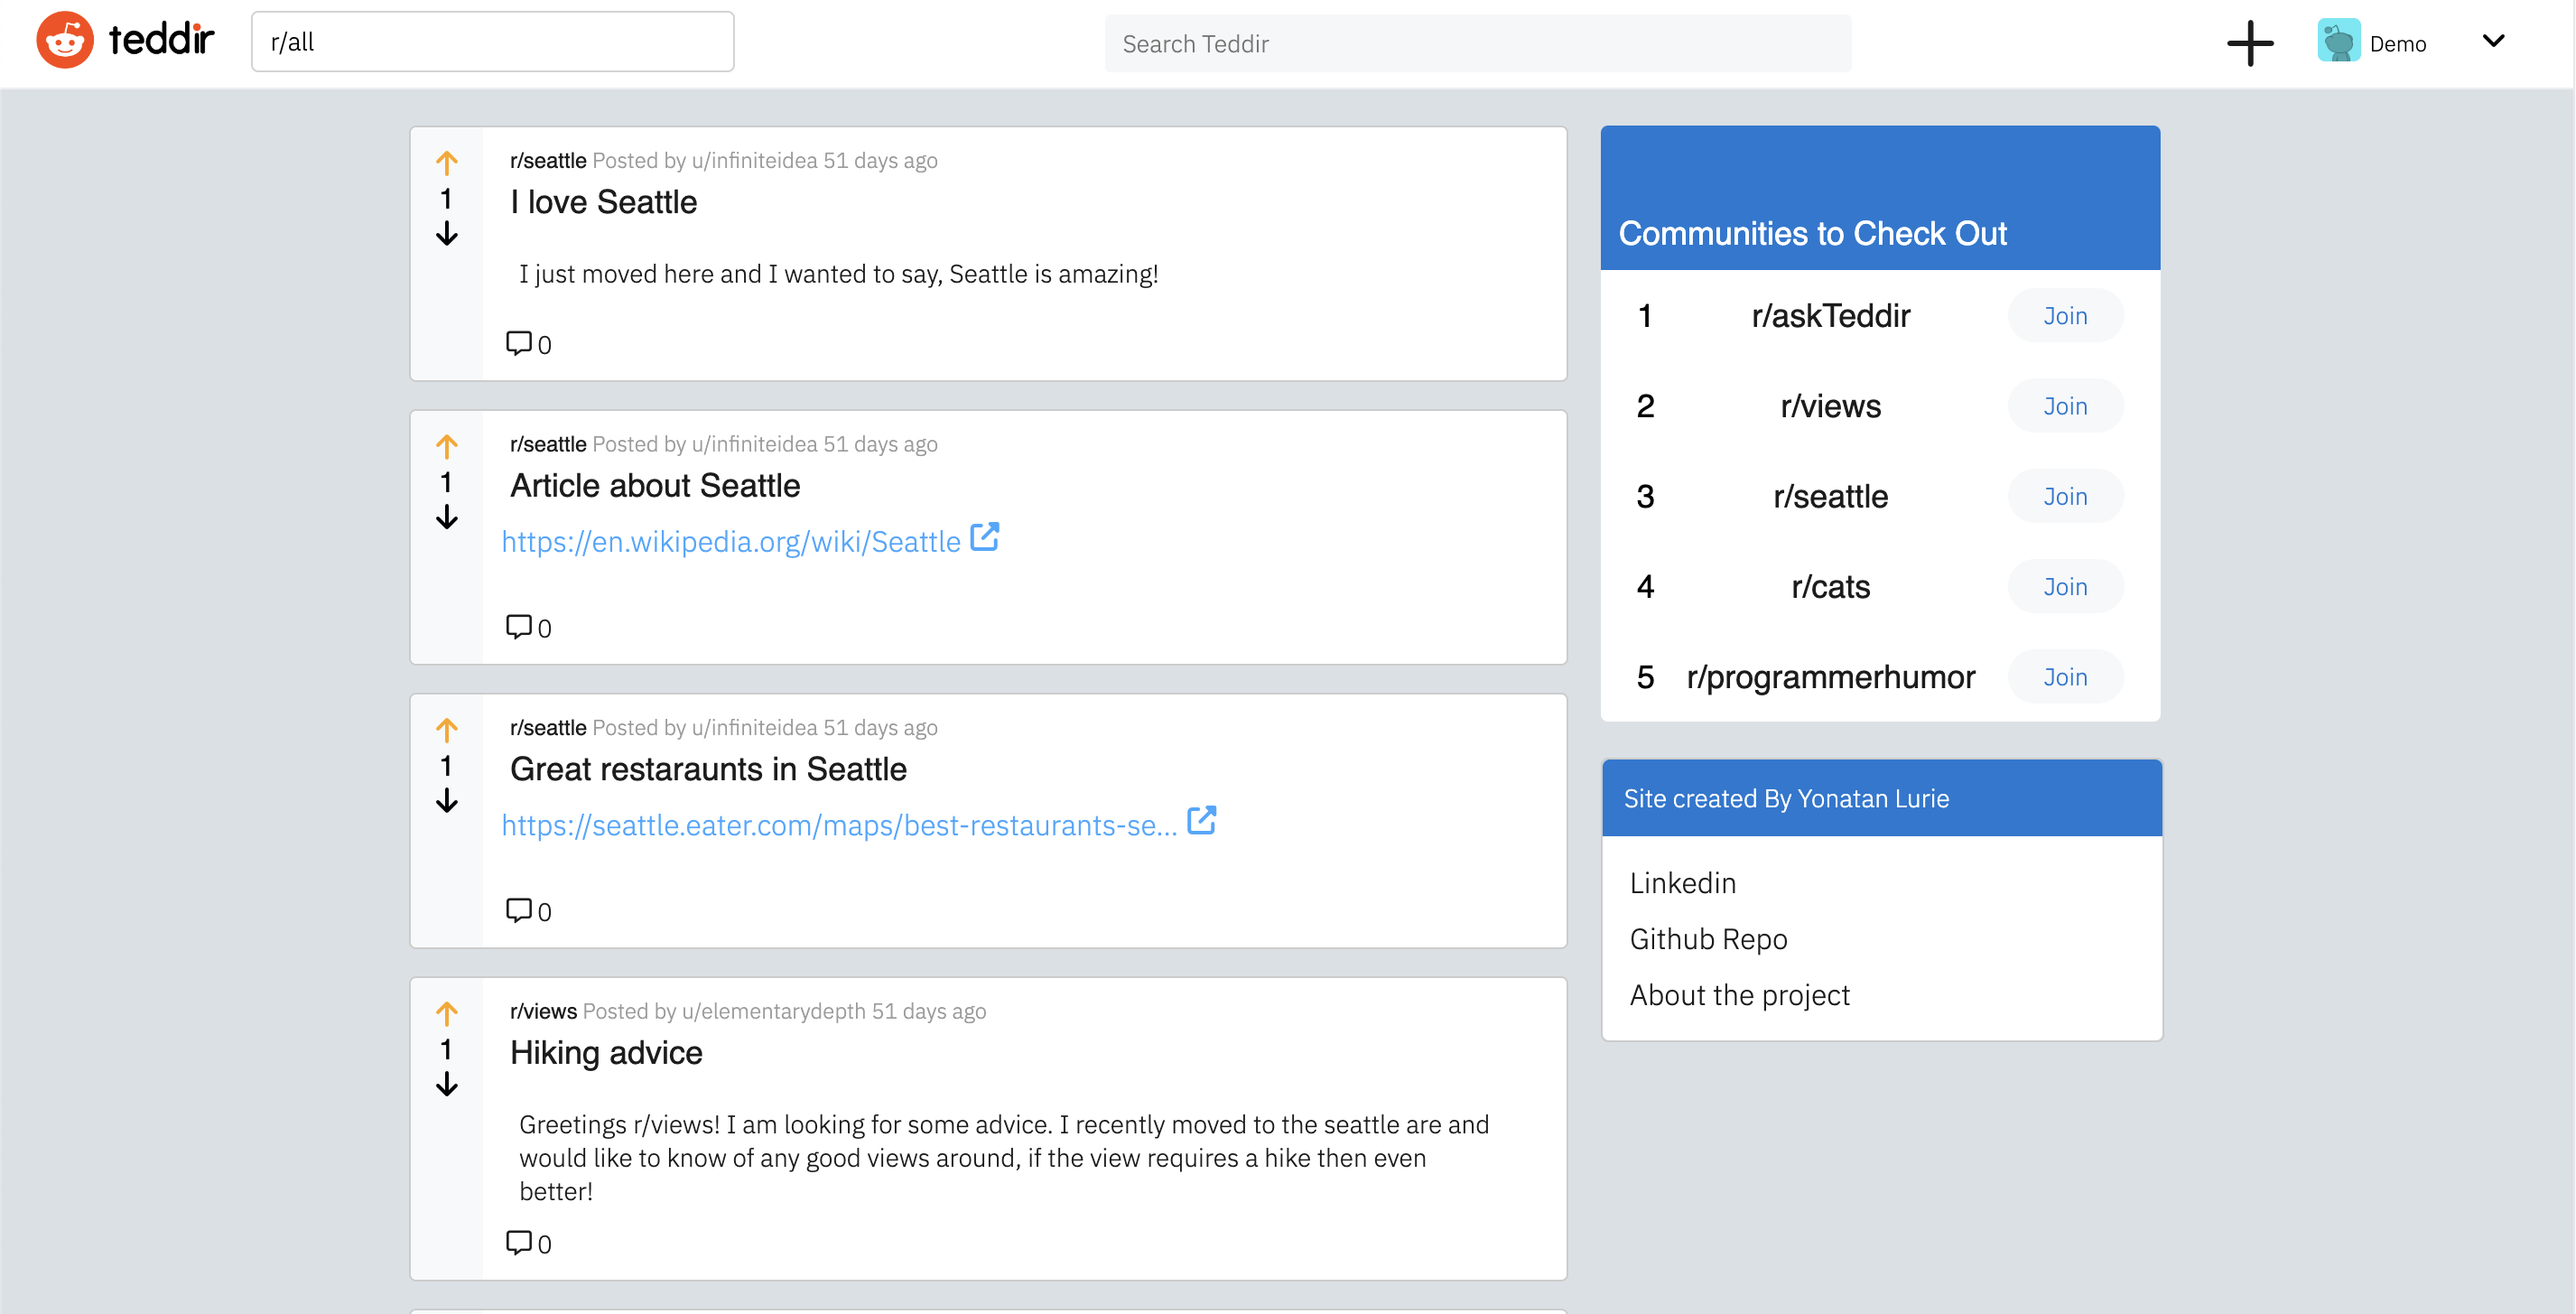 teddir
r/all
Search Teddir
Demo
r/seattle Posted by u/infiniteidea 51 days ago
1
I love Seattle
I just moved here and I wanted to say, Seattle is amazing!
0
r/seattle Posted by u/infiniteidea 51 days ago
1
Article about Seattle
https://en.wikipedia.org/wiki/Seattle
0
r/seattle Posted by u/infiniteidea 51 days ago
1
Great restaraunts in Seattle
https://seattle.eater.com/maps/best-restaurants-se...
0
r/views Posted by u/elementarydepth 51 days ago
1
Hiking advice
Greetings r/views! I am looking for some advice. I recently moved to the seattle are and
would like to know of any good views around, if the view requires a hike then even
better!
0
Communities to Check Out
1 r/askTeddir Join
2 r/views Join
3 r/seattle Join
4 r/cats Join
5 r/programmerhumor Join
Site created By Yonatan Lurie
Linkedin
Github Repo
About the project